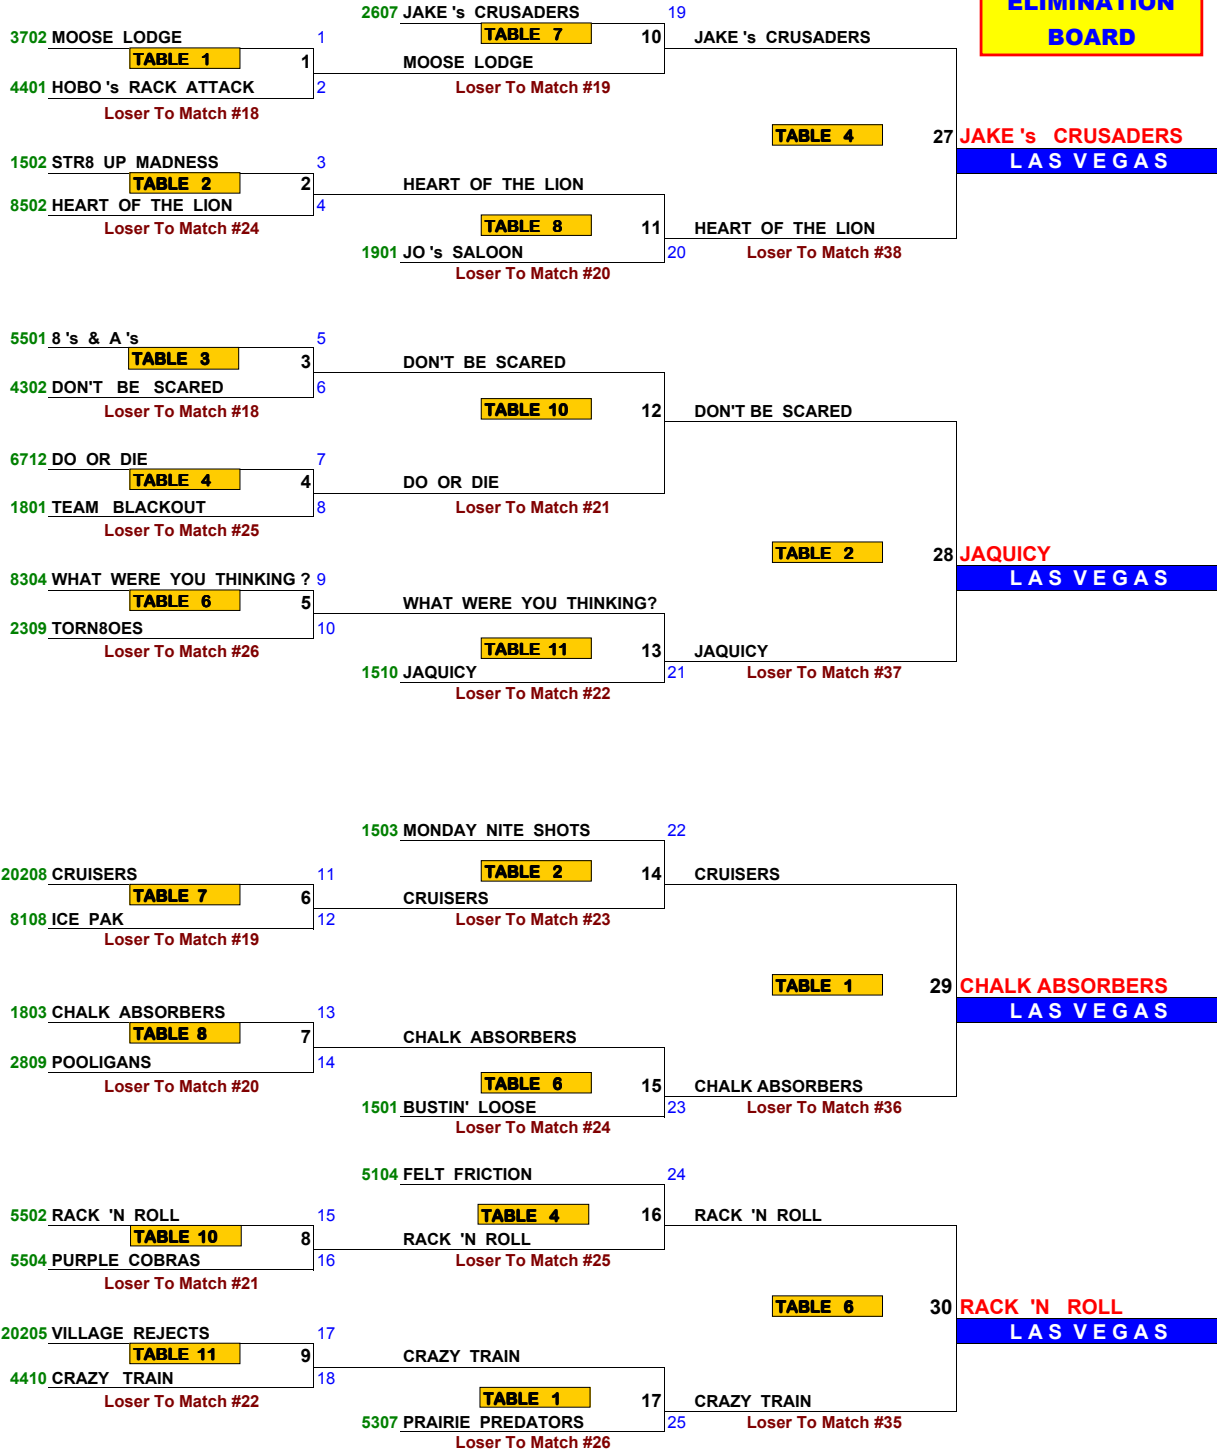 ELIMINATION
BOARD
2607 JAKE 's CRUSADERS 19
3702 MOOSE LODGE 1
TABLE 7 10 JAKE 's CRUSADERS
TABLE 1 1
MOOSE LODGE
4401 HOBO 's RACK ATTACK 2
Loser To Match #19
Loser To Match #18
TABLE 4 27 JAKE 's CRUSADERS
LAS VEGAS
1502 STR8 UP MADNESS 3
TABLE 2 2
HEART OF THE LION
8502 HEART OF THE LION 4
Loser To Match #24
TABLE 8 11 HEART OF THE LION
1901 JO 's SALOON 20
Loser To Match #38
Loser To Match #20
5501 8 's & A 's 5
TABLE 3 3
DON'T BE SCARED
4302 DON'T BE SCARED 6
Loser To Match #18
TABLE 10 12 DON'T BE SCARED
6712 DO OR DIE 7
TABLE 4 4
DO OR DIE
1801 TEAM BLACKOUT 8
Loser To Match #21
Loser To Match #25
TABLE 2 28 JAQUICY
LAS VEGAS
8304 WHAT WERE YOU THINKING ? 9
TABLE 6 5
WHAT WERE YOU THINKING?
2309 TORN8OES 10
Loser To Match #26
TABLE 11 13 JAQUICY
1510 JAQUICY 21
Loser To Match #37
Loser To Match #22
1503 MONDAY NITE SHOTS 22
20208 CRUISERS 11
TABLE 2 14 CRUISERS
TABLE 7 6
CRUISERS
8108 ICE PAK 12
Loser To Match #23
Loser To Match #19
TABLE 1 29 CHALK ABSORBERS
LAS VEGAS
1803 CHALK ABSORBERS 13
TABLE 8 7
CHALK ABSORBERS
2809 POOLIGANS 14
Loser To Match #20
TABLE 6 15 CHALK ABSORBERS
1501 BUSTIN' LOOSE 23
Loser To Match #36
Loser To Match #24
5104 FELT FRICTION 24
5502 RACK 'N ROLL 15
TABLE 4 16 RACK 'N ROLL
TABLE 10 8
RACK 'N ROLL
5504 PURPLE COBRAS 16
Loser To Match #25
Loser To Match #21
TABLE 6 30 RACK 'N ROLL
LAS VEGAS
20205 VILLAGE REJECTS 17
TABLE 11 9
CRAZY TRAIN
4410 CRAZY TRAIN 18
Loser To Match #22
TABLE 1 17 CRAZY TRAIN
5307 PRAIRIE PREDATORS 25
Loser To Match #35
Loser To Match #26